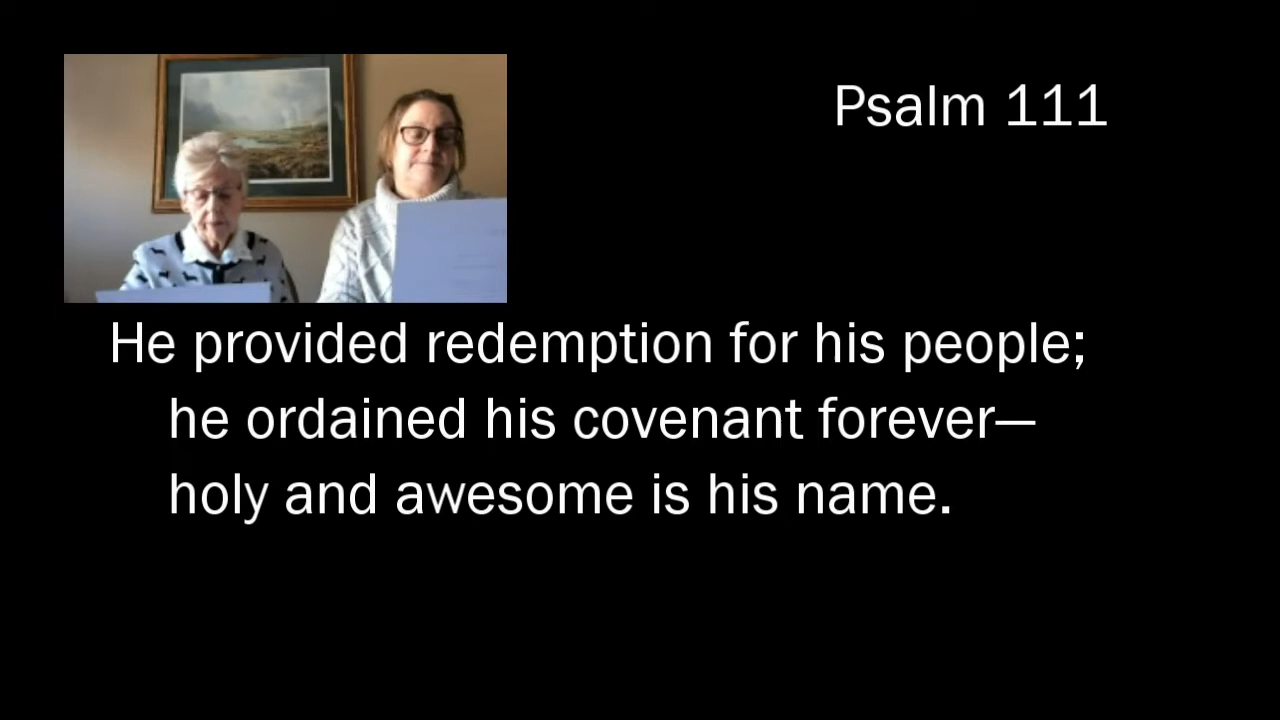 Psalm 111
He provided redemption for his people;
he ordained his covenant forever—
holy and awesome is his name.